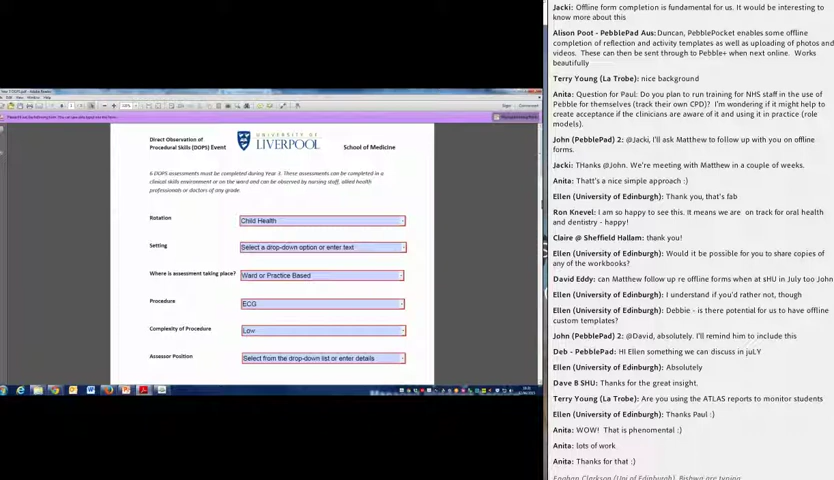 Direct Observation of
Procedural Skills (DOPS) Event
UNIVERSITY OF
LIVERPOOL
School of Medicine
6 DOPS assessments must be completed during Year 3. These assessments can be completed in a
clinical skills environment or on the ward and can be observed by nursing staff, allied health
professionals or doctors of any grade.
Rotation
Child Health
Setting
Select a drop-down option or enter text
Where is assessment taking place?
Ward or Practice Based
Procedure
ECG
Complexity of Procedure
Low
Assessor Position
Select from the drop-down list or enter details
Jacki: Offline form completion is fundamental for us. It would be interesting to
know more about this
Alison Poot - PebblePad Aus: Duncan, PebblePocket enables some offline
completion of reflection and activity templates as well as uploading of photos and
videos. These can then be sent through to Pebble+ when next online. Works
beautifully
Terry Young (La Trobe): nice background
Anita: Question for Paul: Do you plan to run training for NHS staff in the use of
Pebble for themselves (track their own CPD)? I'm wondering if it might help to
create acceptance if the clinicians are aware of it and using it in practice (role
models).
John (PebblePad) 2: @Jacki, I'll ask Matthew to follow up with you on offline
forms.
Jacki: THanks @John. We're meeting with Matthew in a couple of weeks.
Anita: Thatt's a nice simple approach :)
Ellen (University of Edinburgh): Thank you, that's fab
Ron Knevel: I am so happy to see this. It means we are on track for oral health
and dentistry - happy!
Claire @ Sheffield Hallam: thank you!
Ellen (University of Edinburgh): Would it be possible for you to share copies of
any of the workbooks?
David Eddy: can Matthew follow up re offline forms when at sHU in July too John
Ellen (University of Edinburgh): I understand if you'd rather not, though
Ellen (University of Edinburgh): Debbie - is there potential for us to have offline
custom templates?
John (PebblePad) 2: @David, absolutely. I'll remind him to include this
Deb - PebblePad: HI Ellen something we can discuss in juLY
Ellen (University of Edinburgh): Absolutely
Dave B SHU: Thanks for the great insight.
Terry Young (La Trobe): Are you using the ATLAS reports to monitor students
Ellen (University of Edinburgh): Thanks Paul :)
Anita: WOW! That is phenomental :)
Anita: lots of work
Anita: Thanks for that :)
Eoghan Clarkson (Uni of Edinburgh), Bishwa are typing